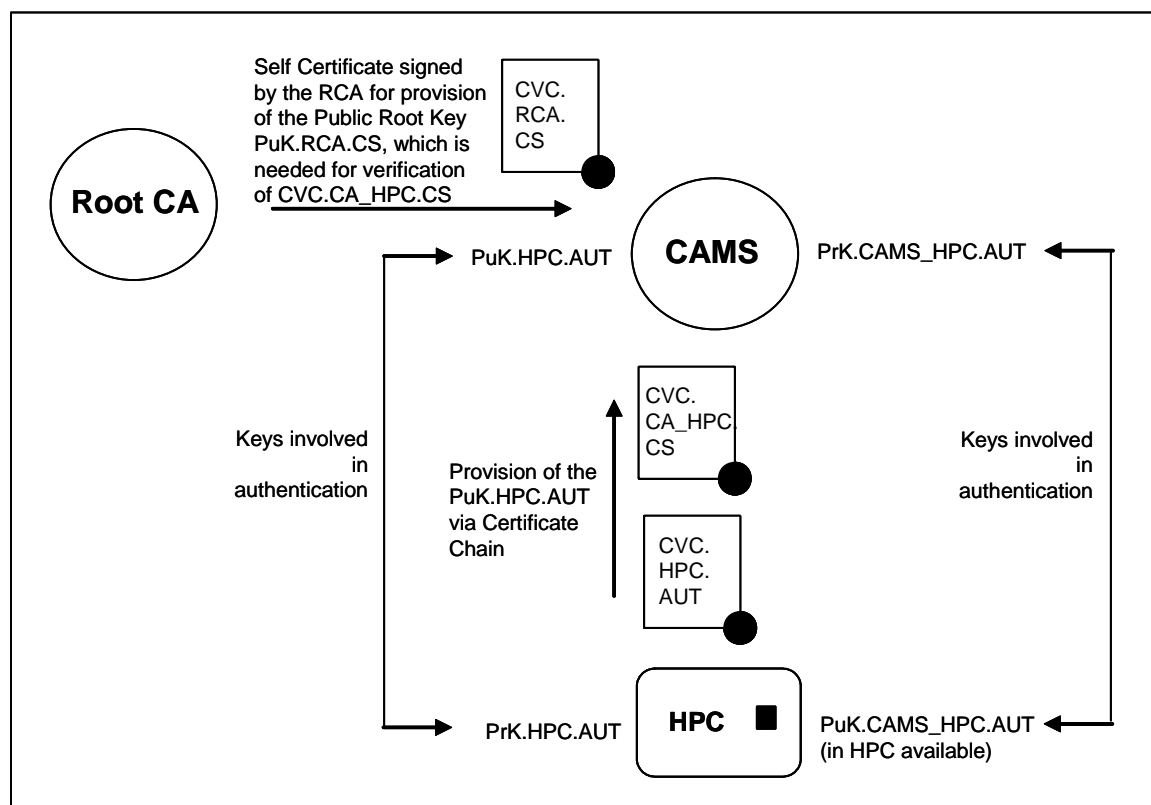 Self Certificate signed
by the RCA for provision
of the Public Root Key
PuK.RCA.CS, which is
needed for verification
of CVC.CA_HPC.CS
CVC.
RCA.
CS
Root CA
PuK.HPC.AUT
CAMS
PrK.CAMS_HPC.AUT
CVC.
CA_HPC.
CS
Keys involved
in
authentication
Provision of the
PuK.HPC.AUT
via Certificate
Chain
Keys involved
in
authentication
CVC.
HPC.
AUT
PrK.HPC.AUT
HPC
PuK.CAMS_HPC.AUT
(in HPC available)